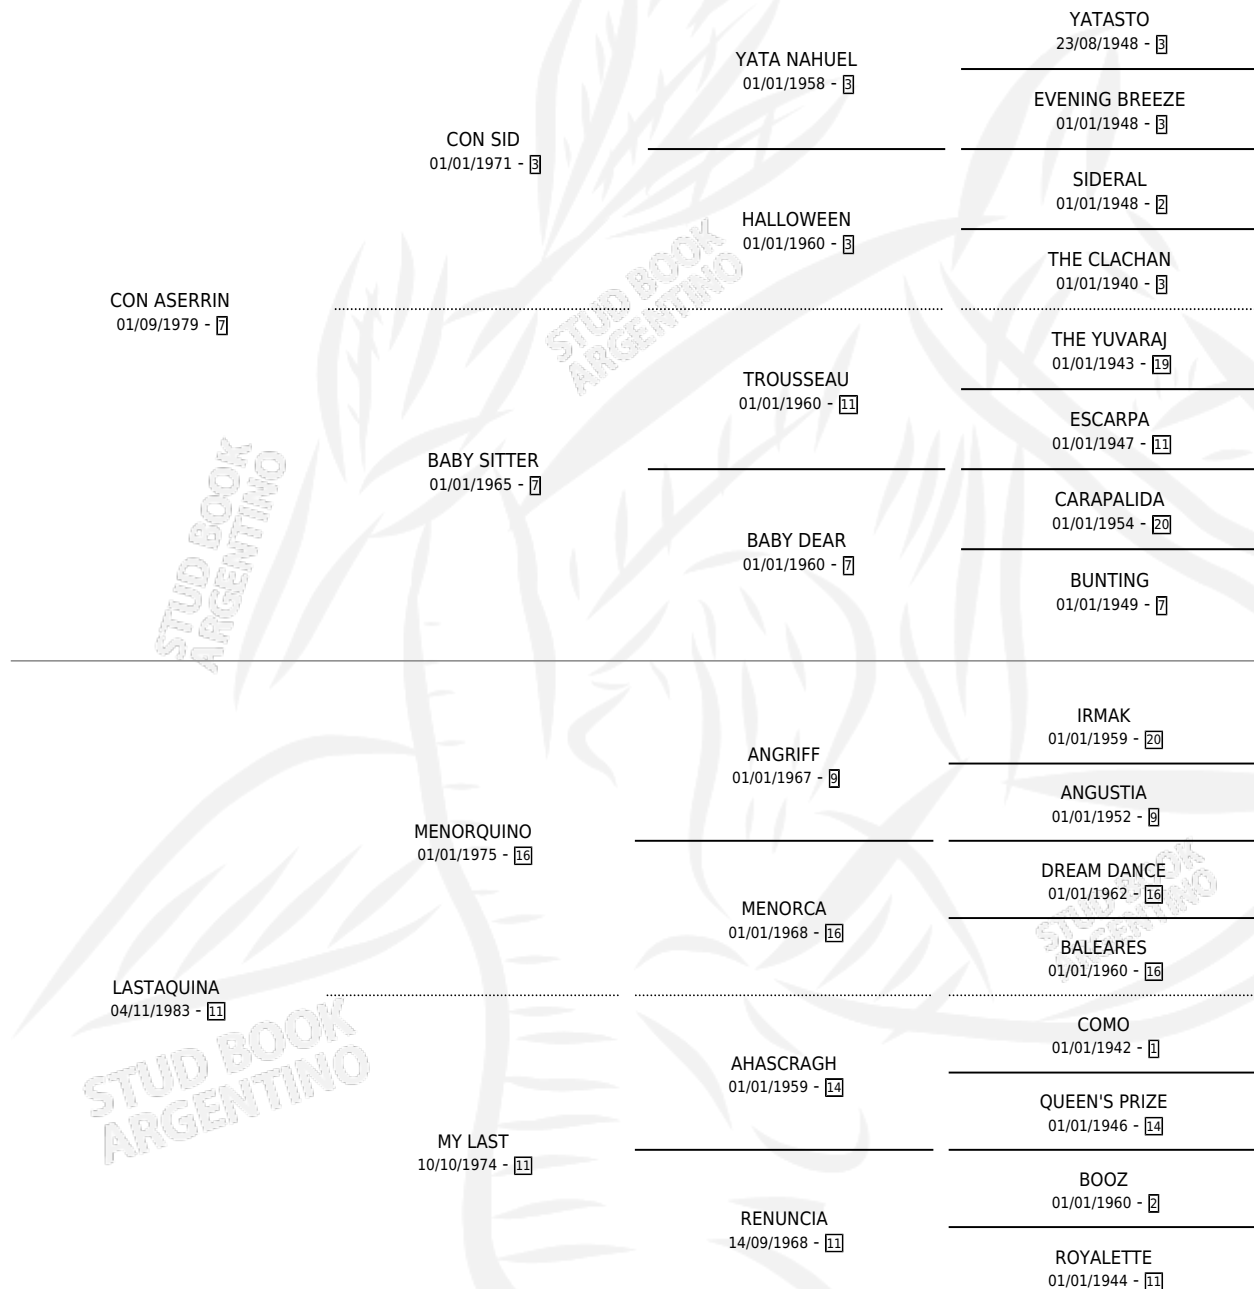 YATASTO
23/08/1948 - 3
YATA NAHUEL
01/01/1958 - 3
EVENING BREEZE
01/01/1948 - 3
CON SID
01/01/1971 - 3
SIDERAL
01/01/1948 - 2
HALLOWEEN
01/01/1960 - 3
THE CLACHAN
01/01/1940 - 3
CON ASERRIN
01/09/1979 - 7
THE YUVARAJ
01/01/1943 - 19
TROUSSEAU
01/01/1960 - 11
ESCARPA
01/01/1947 - 11
BABY SITTER
01/01/1965 - 7
CARAPALIDA
01/01/1954 - 20
BABY DEAR
01/01/1960 - 7
BUNTING
01/01/1949 - 7
STUD BOOK
ARGENTINO
STUD BOOK
ARGENTINO
IRMAK
01/01/1959 - 20
ANGRIFF
01/01/1967 - 9
ANGUSTIA
01/01/1952 - 9
MENORQUINO
01/01/1975 - 16
DREAM DANCE
01/01/1962 - 16
MENORCA
01/01/1968 - 16
BALEARES
01/01/1960 - 16
LASTAQUINA
04/11/1983 - 11
COMO
01/01/1942 - 1
AHASCRAGH
01/01/1959 - 14
QUEEN'S PRIZE
01/01/1946 - 14
MY LAST
10/10/1974 - 11
BOOZ
01/01/1960 - 2
RENUNCIA
14/09/1968 - 11
ROYALETTE
01/01/1944 - 11
STUD BOOK
ARGENTINO
STUD BOOK
ARGENTINO